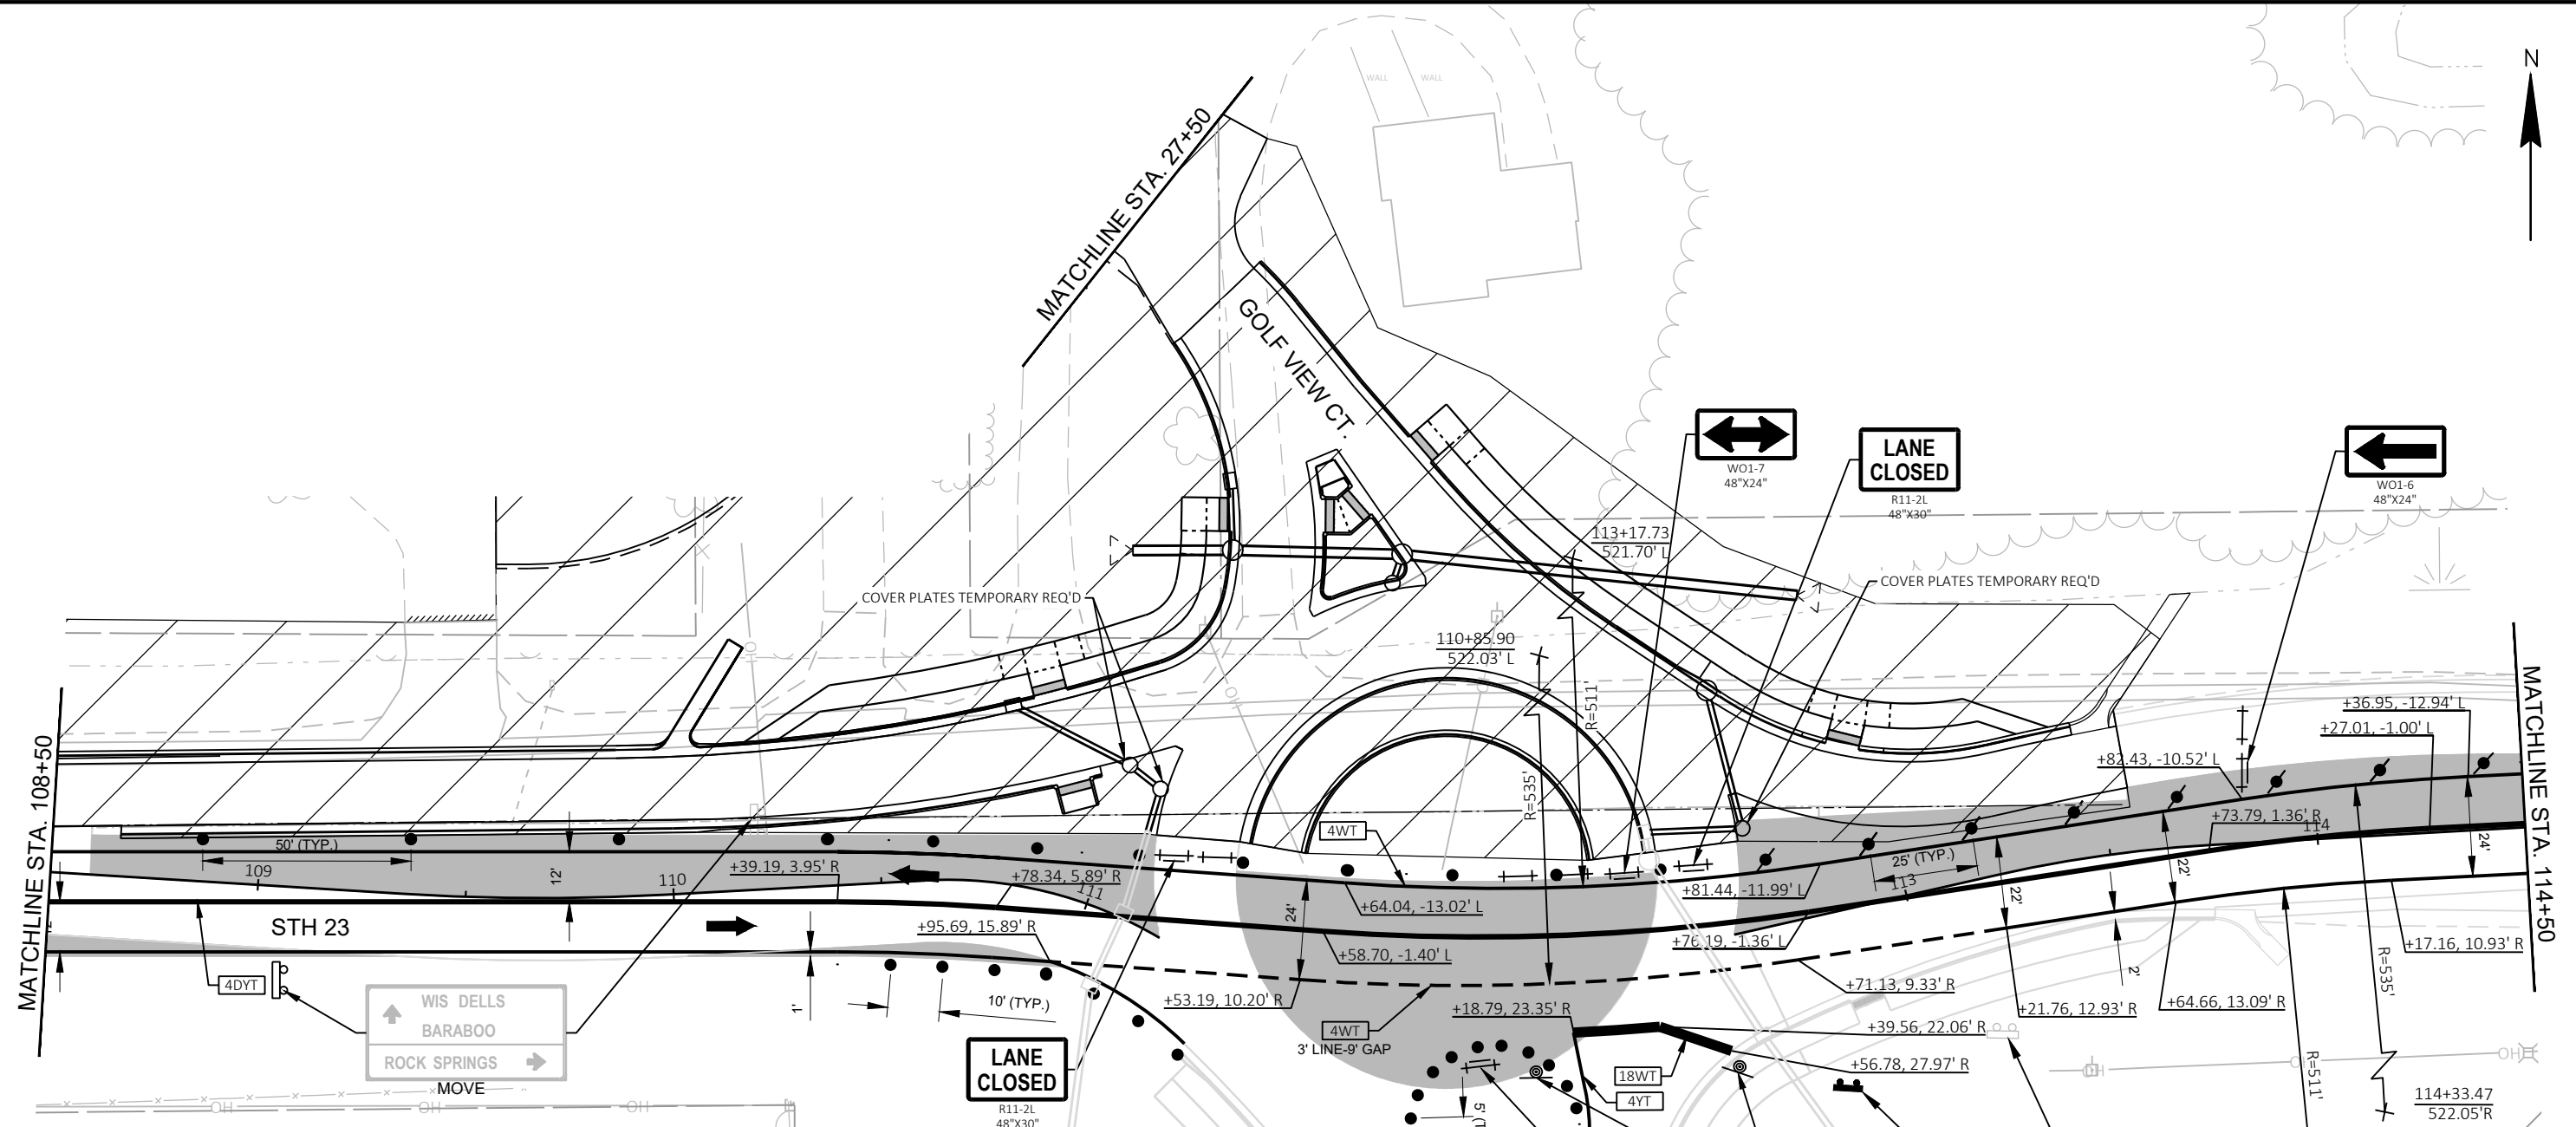 N
WALL
WALL
MATCHLINE STA. 27+50
GOLF VIEW CT.
WO1-7
48"X24"
LANE
CLOSED
R11-2L
48"X30"
WO1-6
48"X24"
113+17.73
521.70' L
COVER PLATES TEMPORARY REQ'D
COVER PLATES TEMPORARY REQ'D
110+85.90
522.03' L
R=511'
R=535'
MATCHLINE STA. 108+50
MATCHLINE STA. 114+50
+36.95, -12.94' L
+27.01, -1.00' L
+82.43, -10.52' L
+73.79, 1.36' R
114
24'
4WT
50' (TYP.)
109
12'
110
+39.19, 3.95' R
+78.34, 5.89' R
111
+64.04, -13.02' L
+81.44, -11.99' L
25' (TYP.)
113
22'
22'
STH 23
+95.69, 15.89' R
24'
+58.70, -1.40' L
+76.19, -1.36' L
+17.16, 10.93' R
R=535'
4DYT
WIS DELLS
BARABOO
ROCK SPRINGS
MOVE
1'
10' (TYP.)
+53.19, 10.20' R
+71.13, 9.33' R
2'
+18.79, 23.35' R
+21.76, 12.93' R
+64.66, 13.09' R
4WT
3' LINE-9' GAP
+39.56, 22.06' R
+56.78, 27.97' R
18WT
4YT
LANE
CLOSED
R11-2L
48"X30"
R=511'
114+33.47
522.05'R
OH
OH
OH
OH
OH
OH